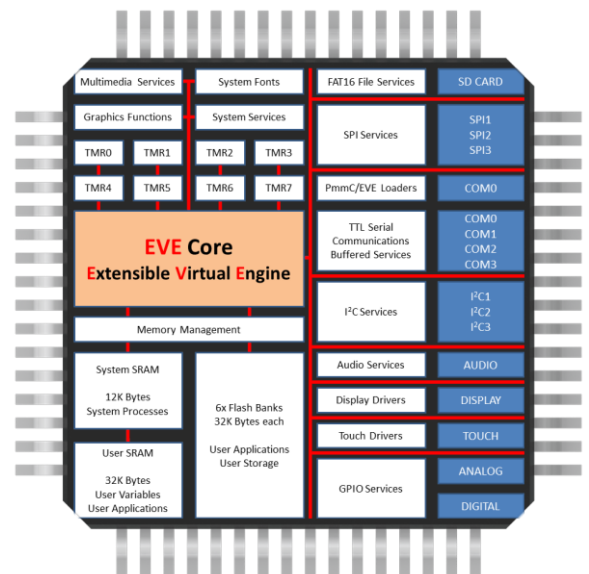 Multimedia Services
System Fonts
FAT16 File Services
SD CARD
Graphics Functions
System Services
SPI Services
SPI1
SPI2
SPI3
TMR0
TMR1
TMR2
TMR3
TMR4
TMR5
TMR6
TMR7
PmmC/EVE Loaders
COM0
EVE Core
Extensible Virtual Engine
TTL Serial
Communications
Buffered Services
COM0
COM1
COM2
COM3
Memory Management
I²C Services
I²C1
I²C2
I²C3
System SRAM
12K Bytes
System Processes
6x Flash Banks
32K Bytes each
User Applications
User Storage
Audio Services
AUDIO
Display Drivers
DISPLAY
Touch Drivers
TOUCH
User SRAM
32K Bytes
User Variables
User Applications
GPIO Services
ANALOG
DIGITAL